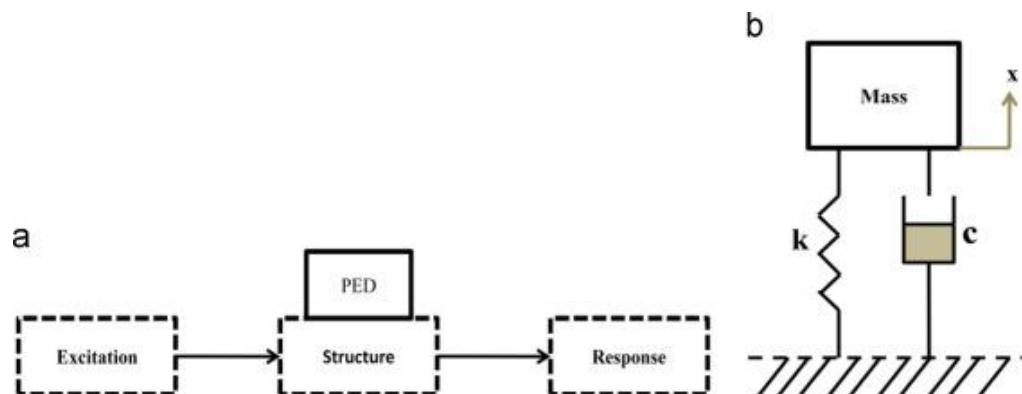 a
PED
Excitation
Structure
Response
b
Mass
x
k
c